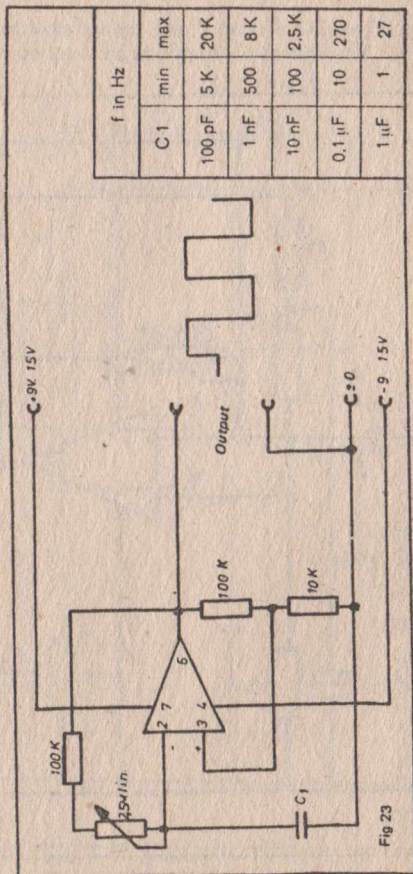 f in Hz
C1 min max
100 pF 5 K 20 K
1 nF 500 8 K
10 nF 100 2,5 K
0,1 µF 10 270
1 µF 1 27
+9V 15V
Output
±0
-9 15V
100 K
6
7
2
3
4
-
+
100 K
10 K
2,5M lin.
C1
Fig 23